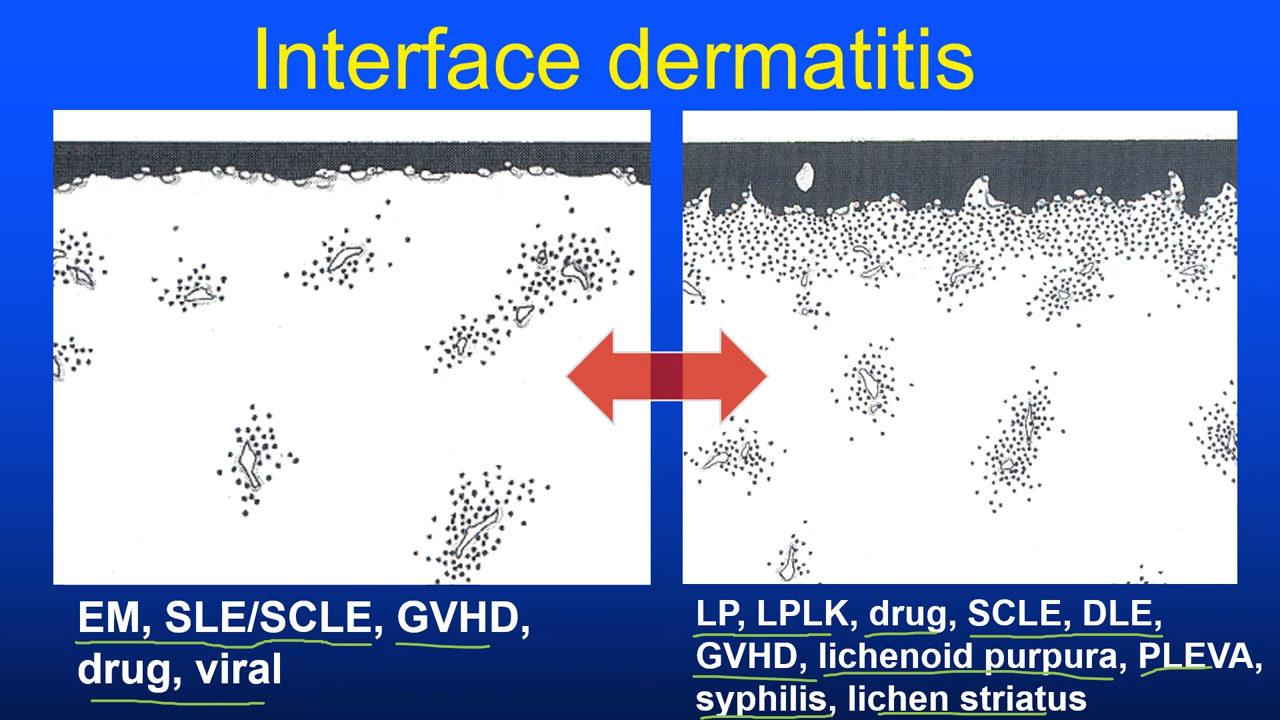 Interface dermatitis
EM, SLE/SCLE, GVHD,
drug, viral
LP, LPLK, drug, SCLE, DLE,
GVHD, lichenoid purpura, PLEVA,
syphilis, lichen striatus